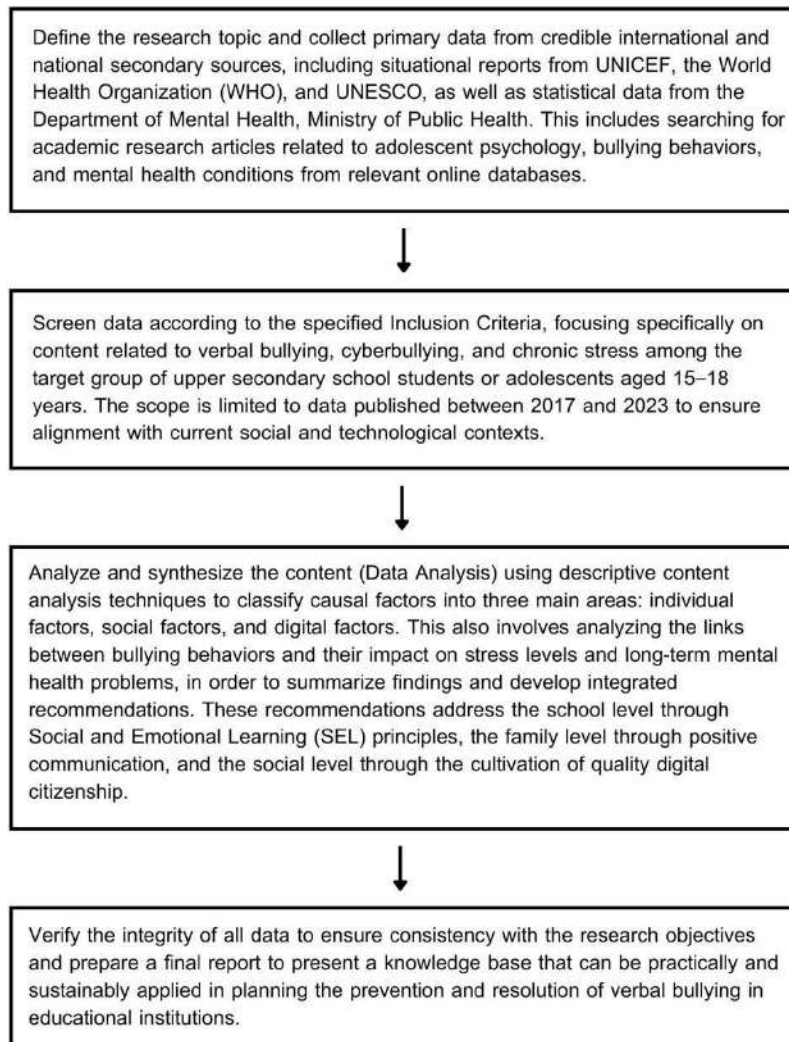 Define the research topic and collect primary data from credible international and
national secondary sources, including situational reports from UNICEF, the World
Health Organization (WHO), and UNESCO, as well as statistical data from the
Department of Mental Health, Ministry of Public Health. This includes searching for
academic research articles related to adolescent psychology, bullying behaviors,
and mental health conditions from relevant online databases.
Screen data according to the specified Inclusion Criteria, focusing specifically on
content related to verbal bullying, cyberbullying, and chronic stress among the
target group of upper secondary school students or adolescents aged 15–18
years. The scope is limited to data published between 2017 and 2023 to ensure
alignment with current social and technological contexts.
Analyze and synthesize the content (Data Analysis) using descriptive content
analysis techniques to classify causal factors into three main areas: individual
factors, social factors, and digital factors. This also involves analyzing the links
between bullying behaviors and their impact on stress levels and long-term mental
health problems, in order to summarize findings and develop integrated
recommendations. These recommendations address the school level through
Social and Emotional Learning (SEL) principles, the family level through positive
communication, and the social level through the cultivation of quality digital
citizenship.
Verify the integrity of all data to ensure consistency with the research objectives
and prepare a final report to present a knowledge base that can be practically and
sustainably applied in planning the prevention and resolution of verbal bullying in
educational institutions.